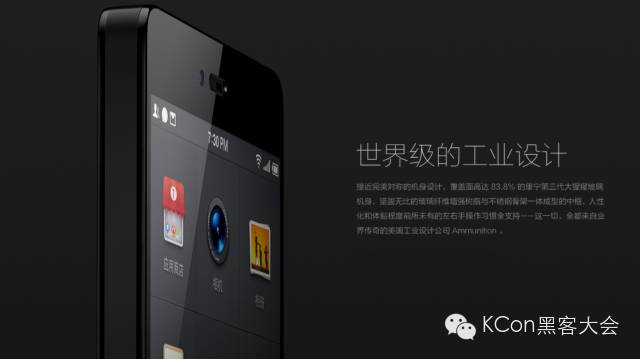 7:30 PM
应用商店
相机
相册
世界级的工业设计
接近完美对称的机身设计，覆盖面高达 83.8% 的康宁第三代大猩猩玻璃
机身，坚固无比的玻璃纤维增强树脂与不锈钢骨架一体成型的中框，人性
化和体贴程度前所未有的左右手操作习惯全支持——这一切，全都来自业
界传奇的美国工业设计公司 Ammunition 。
KCon黑客大会